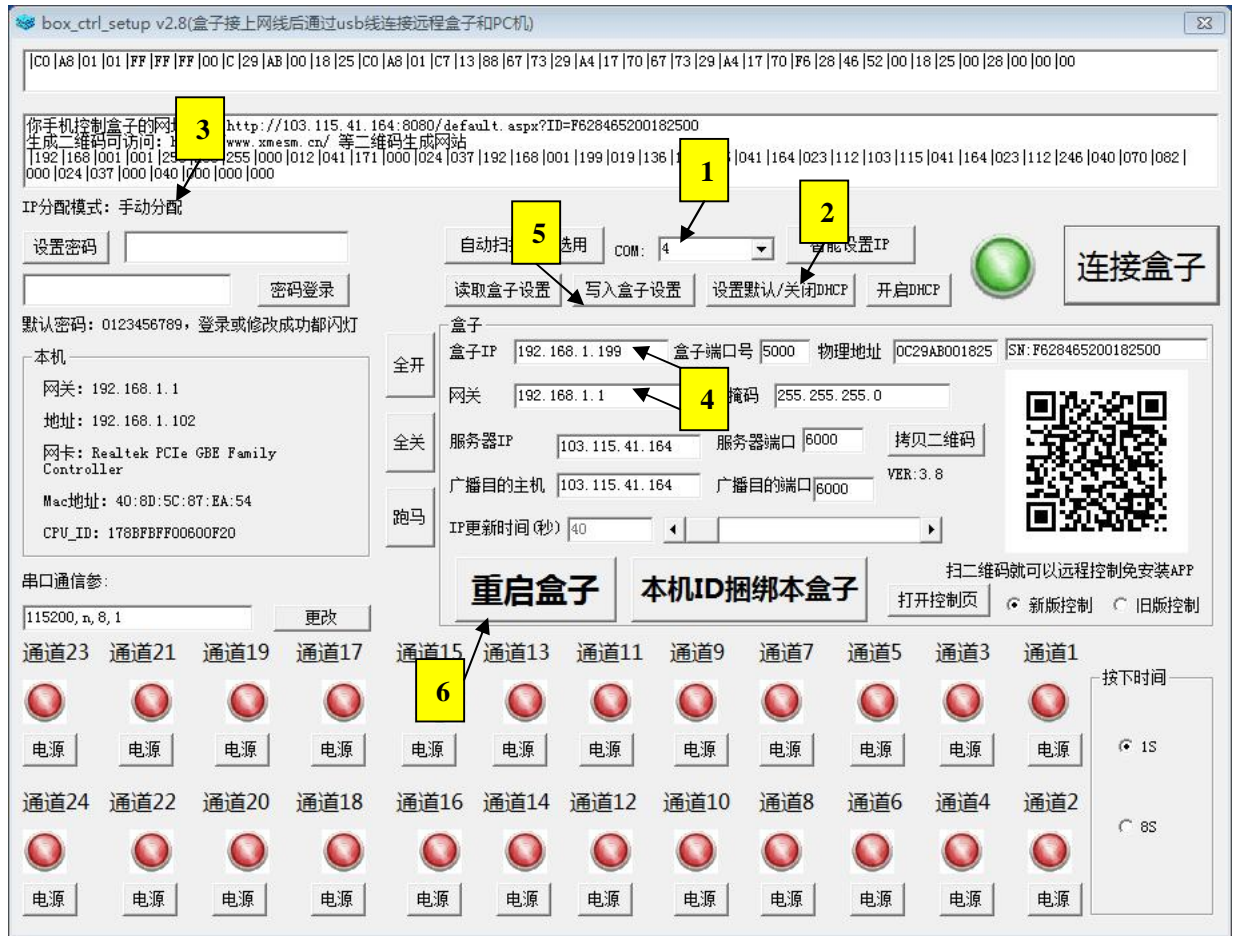 box_ctrl_setup v2.8(盒子接上网线后通过usb线连接远程盒子和PC机)
|C0 |A8 |01 |01 |FF |FF |FF |00 |C |29 |AB |00 |18 |25 |C0 |A8 |01 |C7 |13 |88 |67 |73 |29 |A4 |17 |70 |67 |73 |29 |A4 |17 |70 |F6 |28 |46 |52 |00 |18 |25 |00 |28 |00 |00 |00
你手机控制盒子的网 http://103.115.41.164:8080/default.aspx?ID=F628465200182500
生成二维码可访问: www.xmesm.cn/ 等二维码生成网站
|192 |168 |001 |001 |255 |000 |012 |041 |171 |000 |024 |037 |192 |168 |001 |199 |019 |041 |164 |023 |112 |103 |115 |041 |164 |023 |112 |246 |040 |070 |082 |
000 |024 |037 |000 |040 |000 |000 |000
3
1
IP分配模式: 手动分配
2
5
设置密码
自动扫 选用
COM: 4
能设置IP
连接盒子
密码登录
读取盒子设置
写入盒子设置
设置默认/关闭DHCP
开启DHCP
默认密码: 0123456789, 登录或修改成功都闪灯
盒子
本机
全开
盒子IP 192.168.1.199
盒子端口号 5000
物理地址 0C29AB001825
SN:F628465200182500
网关: 192.168.1.1
网关 192.168.1.1
4
掩码 255.255.255.0
地址: 192.168.1.102
全关
服务器IP 103.115.41.164
服务器端口 6000
拷贝二维码
网卡: Realtek PCIe GBE Family
Controller
VER:3.8
Mac地址: 40:8D:5C:87:EA:54
跑马
广播目的主机 103.115.41.164
广播目的端口 6000
CPU_ID: 178BFBFF00600F20
IP更新时间(秒) 40
扫二维码就可以远程控制免安装APP
串口通信参:
重启盒子
本机ID捆绑本盒子
打开控制页
新版控制
旧版控制
115200,n,8,1
更改
通道23 通道21 通道19 通道17 通道15 通道13 通道11 通道9 通道7 通道5 通道3 通道1
6
按下时间
电源 电源 电源 电源 电源 电源 电源 电源 电源 电源 电源 电源
1S
通道24 通道22 通道20 通道18 通道16 通道14 通道12 通道10 通道8 通道6 通道4 通道2
8S
电源 电源 电源 电源 电源 电源 电源 电源 电源 电源 电源 电源